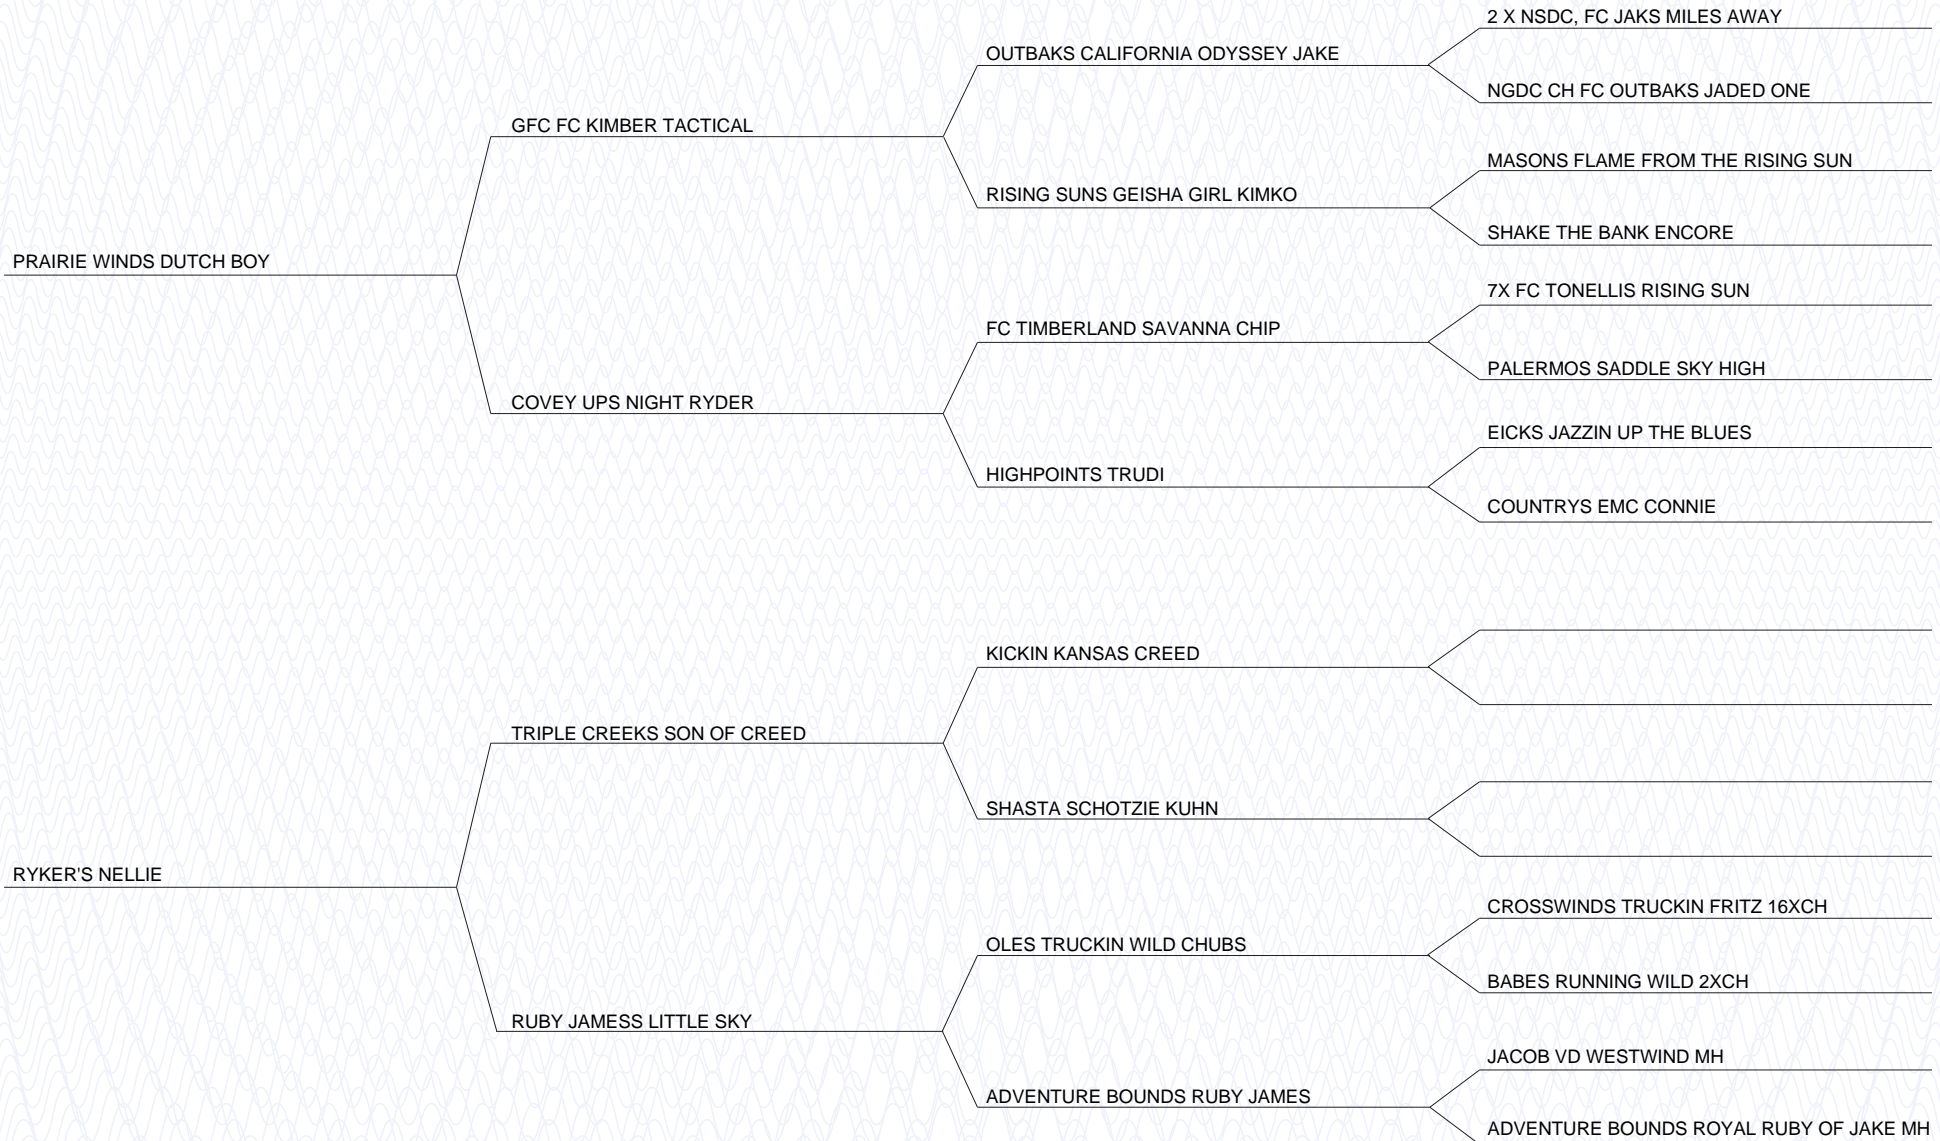 2 X NSDC, FC JAKS MILES AWAY
OUTBAKS CALIFORNIA ODYSSEY JAKE
NGDC CH FC OUTBAKS JADED ONE
GFC FC KIMBER TACTICAL
MASONS FLAME FROM THE RISING SUN
RISING SUNS GEISHA GIRL KIMKO
SHAKE THE BANK ENCORE
PRAIRIE WINDS DUTCH BOY
7X FC TONELLIS RISING SUN
FC TIMBERLAND SAVANNA CHIP
PALERMOS SADDLE SKY HIGH
COVEY UPS NIGHT RYDER
EICKS JAZZIN UP THE BLUES
HIGHPOINTS TRUDI
COUNTRYS EMC CONNIE
KICKIN KANSAS CREED
TRIPLE CREEKS SON OF CREED
SHASTA SCHOTZIE KUHN
RYKER'S NELLIE
CROSSWINDS TRUCKIN FRITZ 16XCH
OLES TRUCKIN WILD CHUBS
BABES RUNNING WILD 2XCH
RUBY JAMESS LITTLE SKY
JACOB VD WESTWIND MH
ADVENTURE BOUNDS RUBY JAMES
ADVENTURE BOUNDS ROYAL RUBY OF JAKE MH